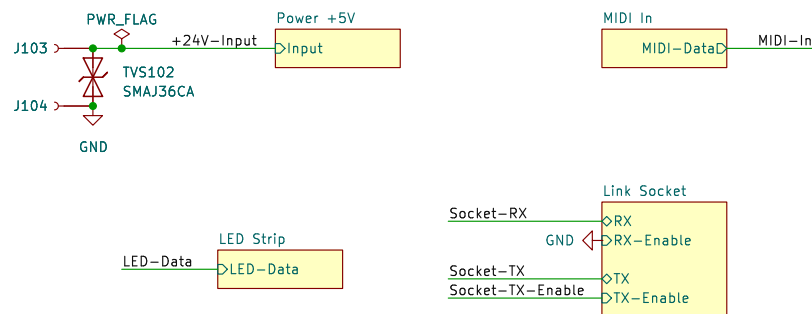 PWR_FLAG
Power +5V
MIDI In
J103
+24V-Input
Input
MIDI-Data
MIDI-In
TVS102
SMAJ36CA
J104
GND
Link Socket
Socket-RX
RX
LED Strip
GND
RX-Enable
LED-Data
LED-Data
Socket-TX
TX
Socket-TX-Enable
TX-Enable